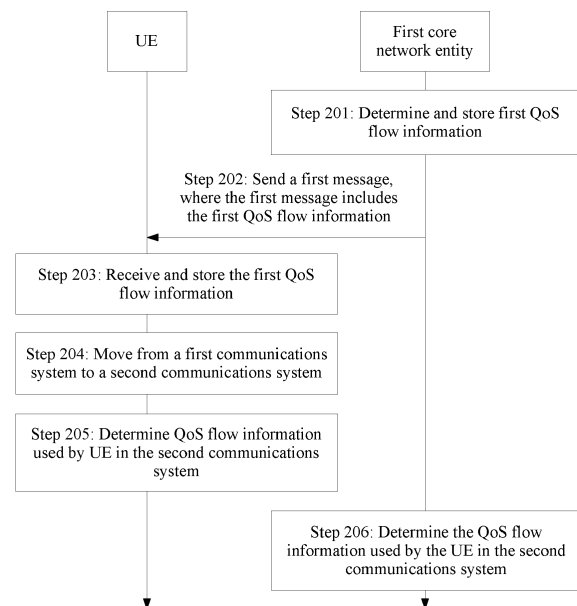 UE
First core
network entity
Step 201: Determine and store first QoS
flow information
Step 202: Send a first message,
where the first message includes
the first QoS flow information
Step 203: Receive and store the first QoS
flow information
Step 204: Move from a first communications
system to a second communications system
Step 205: Determine QoS flow information
used by UE in the second communications
system
Step 206: Determine the QoS flow
information used by the UE in the second
communications system